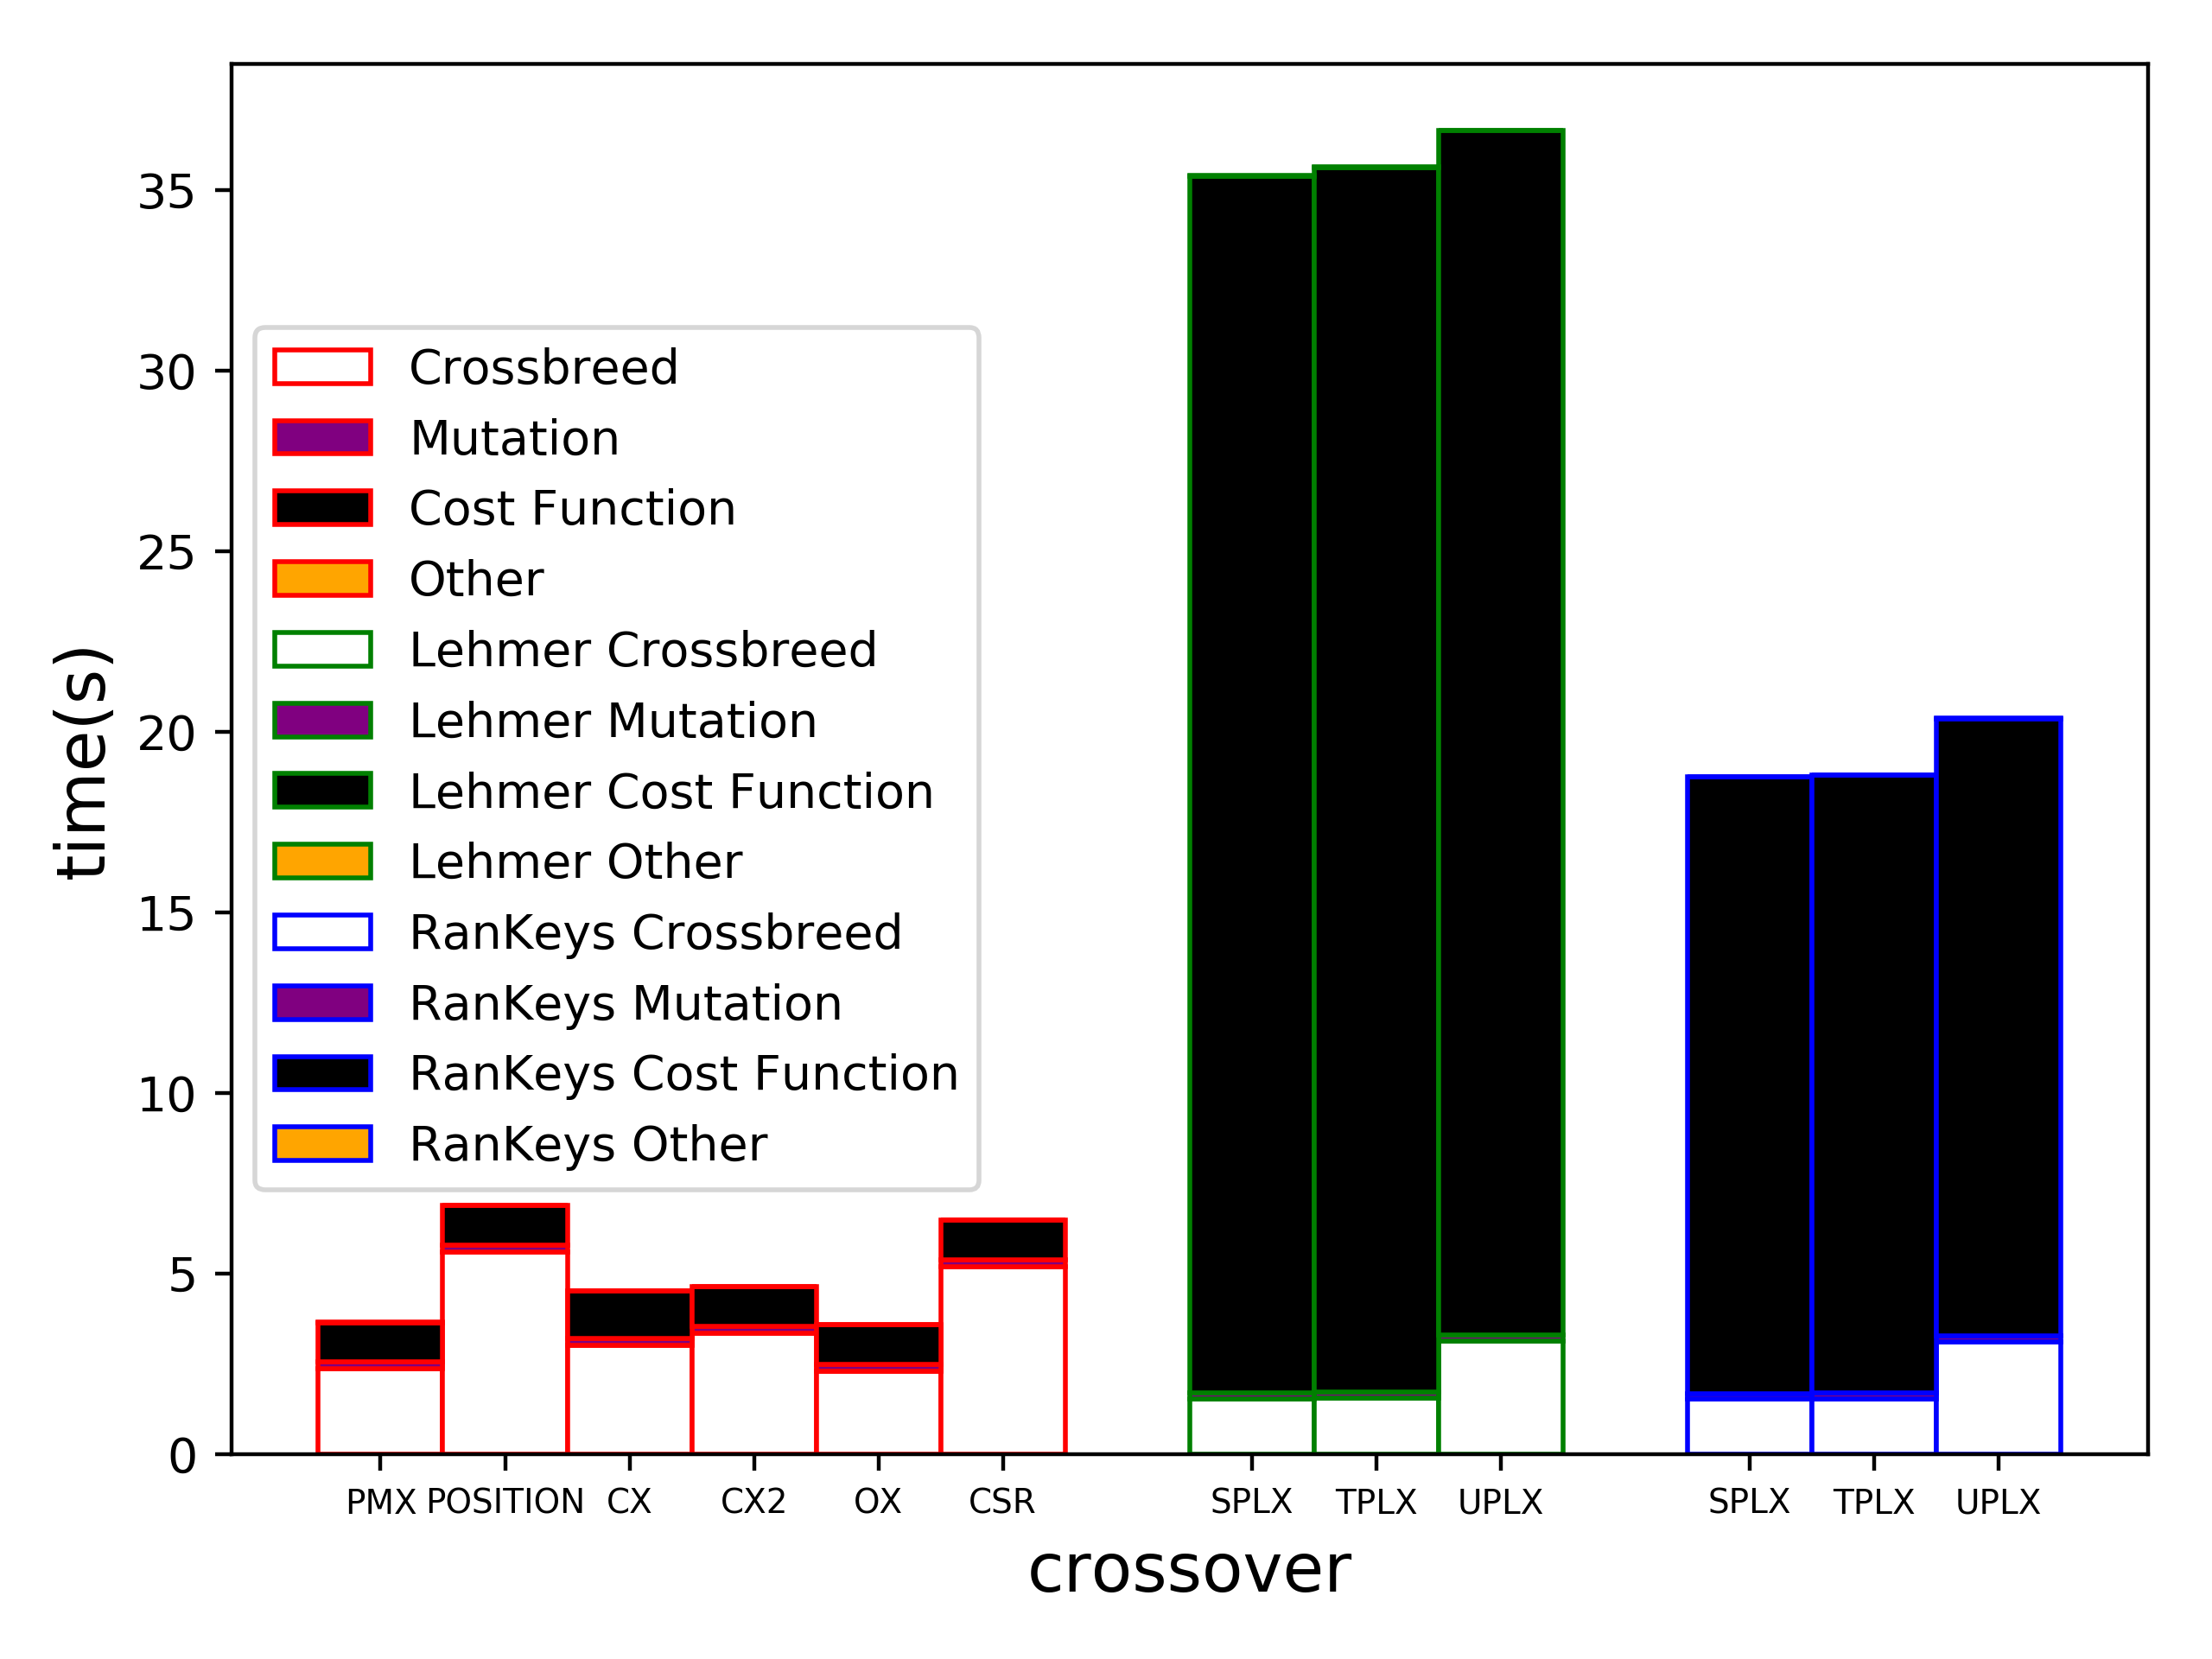 35
30
25
20
15
10
5
0
time(s)
Crossbreed
Mutation
Cost Function
Other
Lehmer Crossbreed
Lehmer Mutation
Lehmer Cost Function
Lehmer Other
RanKeys Crossbreed
RanKeys Mutation
RanKeys Cost Function
RanKeys Other
PMX POSITION CX CX2 OX CSR SPLX TPLX UPLX SPLX TPLX UPLX
crossover